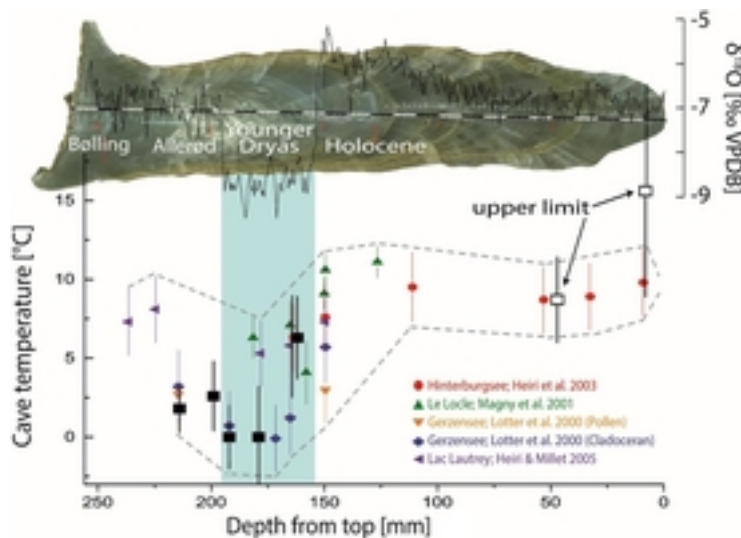 -5
-7
-9
δ¹⁸O [‰ VPDB]
Bølling
Allerød
Younger
Dryas
Holocene
upper limit
15
10
5
0
Cave temperature [°C]
Hinterburgsee; Heiri et al. 2003
Le Locle; Magny et al. 2001
Gerzensee; Lotter et al. 2000 (Pollen)
Gerzensee; Lotter et al. 2000 (Cladoceran)
Lac Lautrey; Heiri & Millet 2005
250 200 150 100 50 0
Depth from top [mm]